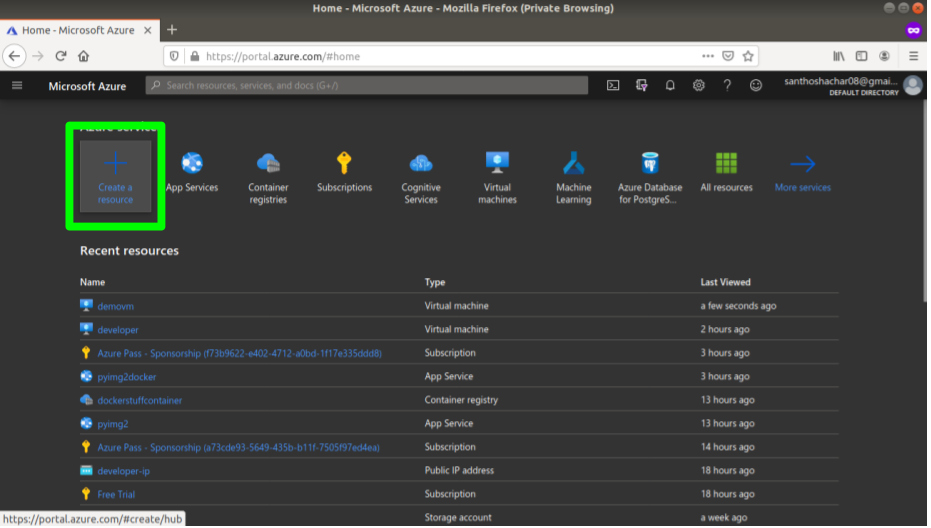 Home - Microsoft Azure - Mozilla Firefox (Private Browsing)
Home - Microsoft Azure
https://portal.azure.com/#home
Microsoft Azure
Search resources, services, and docs (G+/)
santhoshachar08@gmai...
DEFAULT DIRECTORY
Azure services
Create a resource
App Services
Container registries
Subscriptions
Cognitive Services
Virtual machines
Machine Learning
Azure Database for PostgreS...
All resources
More services
Recent resources
Name Type Last Viewed
demovm Virtual machine a few seconds ago
developer Virtual machine 2 hours ago
Azure Pass - Sponsorship (f73b9622-e402-4712-a0bd-1f17e335ddd8) Subscription 3 hours ago
pyimg2docker App Service 3 hours ago
dockerstuffcontainer Container registry 13 hours ago
pyimg2 App Service 13 hours ago
Azure Pass - Sponsorship (a73cde93-5649-435b-b11f-7505f97ed4ea) Subscription 14 hours ago
developer-ip Public IP address 18 hours ago
Free Trial Subscription 18 hours ago
Storage account a week ago
https://portal.azure.com/#create/hub